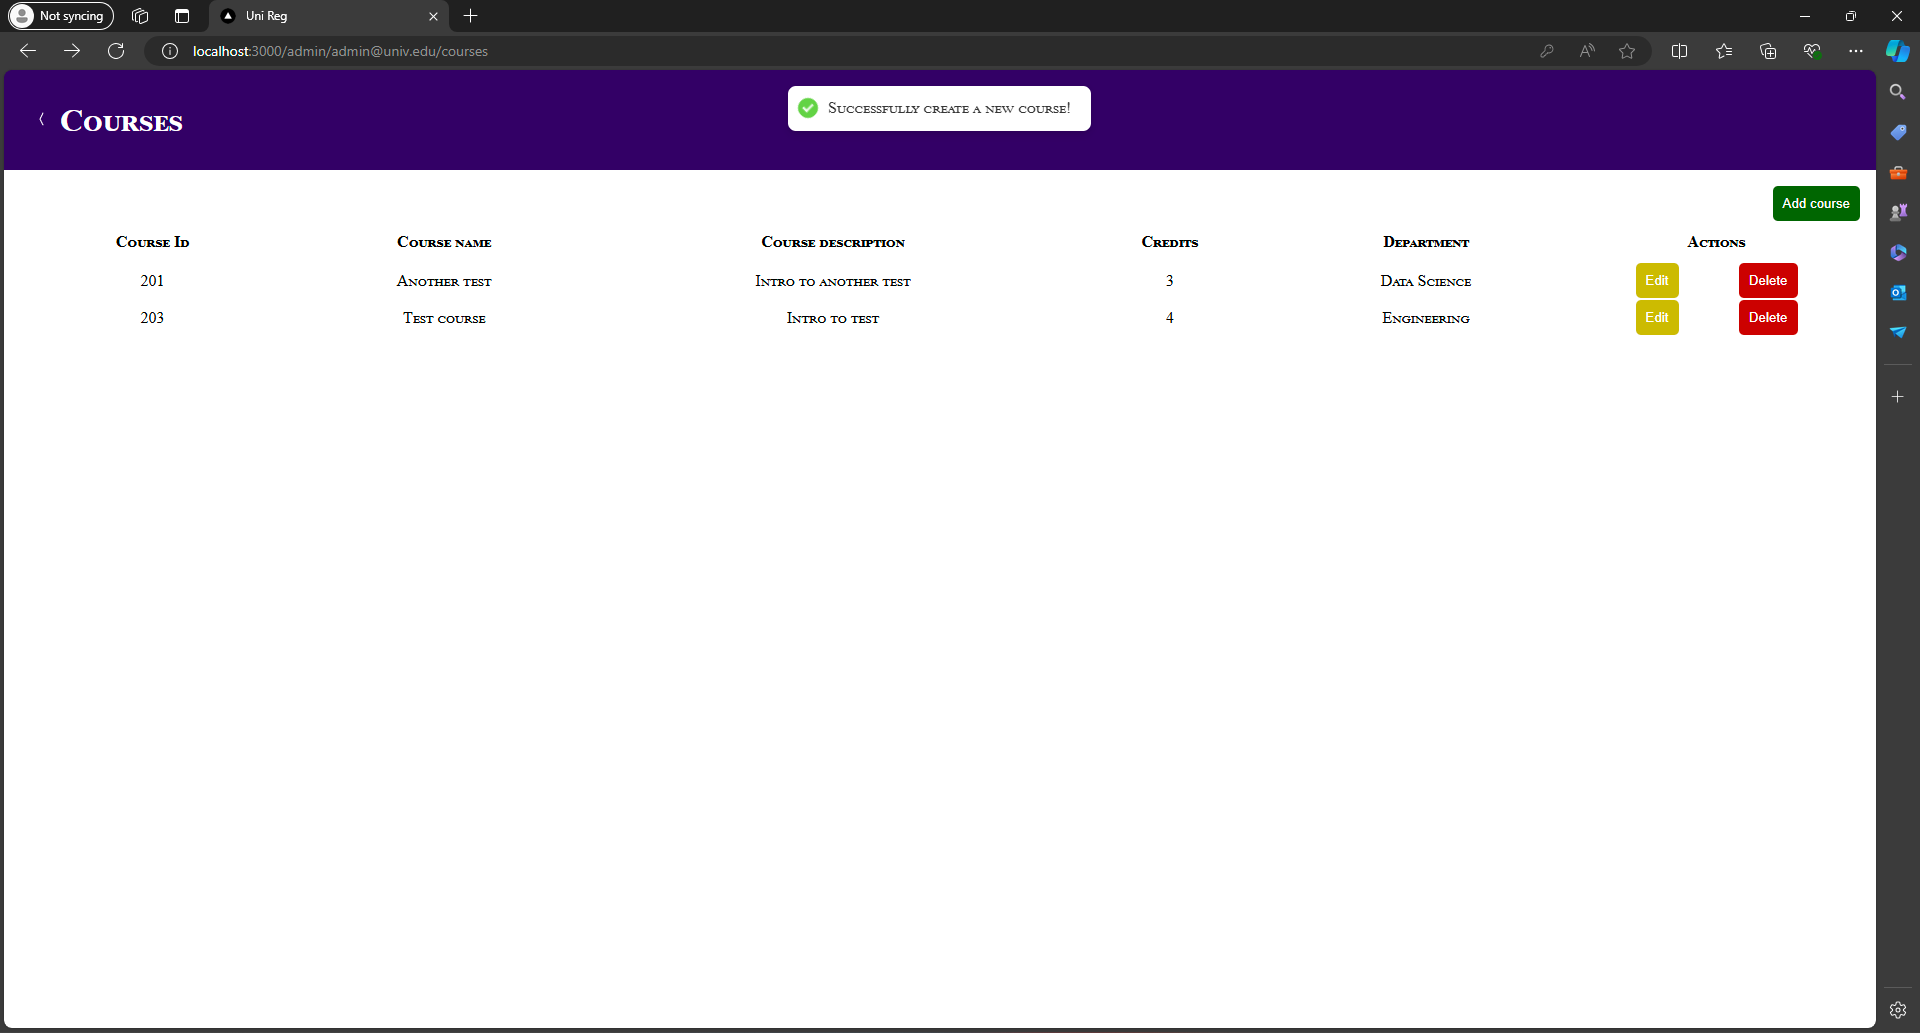 Not syncing
Uni Reg
localhost:3000/admin/admin@univ.edu/courses
Courses
Successfully create a new course!
Add course
Course Id Course name Course description Credits Department Actions
201 Another test Intro to another test 3 Data Science Edit Delete
203 Test course Intro to test 4 Engineering Edit Delete